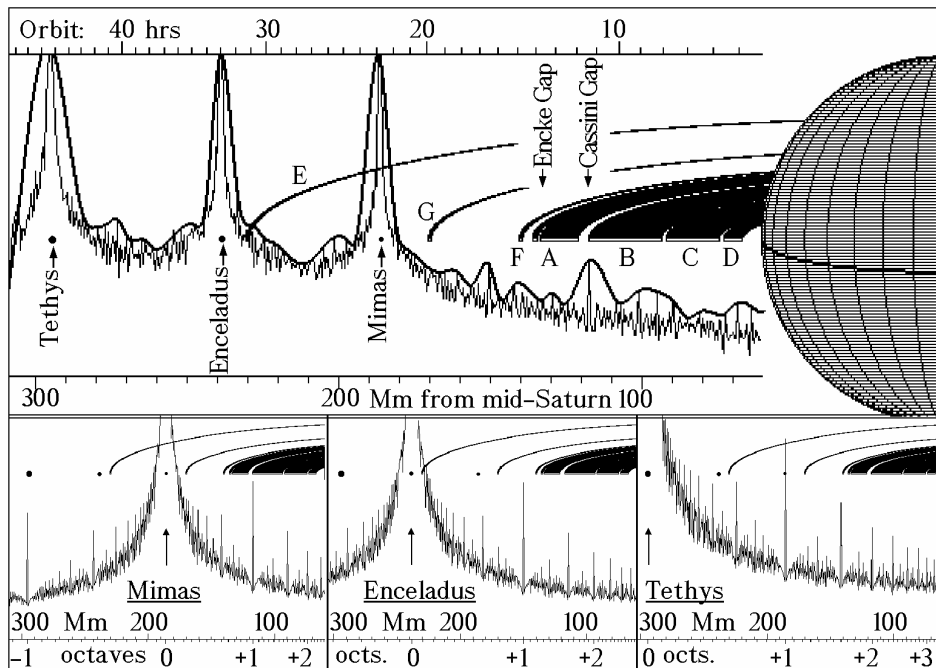 Orbit: 40 hrs 30 20 10
Encke Gap
Cassini Gap
E
G
F A B C D
Tethys
Enceladus
Mimas
300 200 Mm from mid-Saturn 100
Mimas
300 Mm 200 100
-1 octaves 0 +1 +2
Enceladus
300 Mm 200 100
octs. 0 +1 +2
Tethys
300 Mm 200 100
0 octs. +1 +2 +3